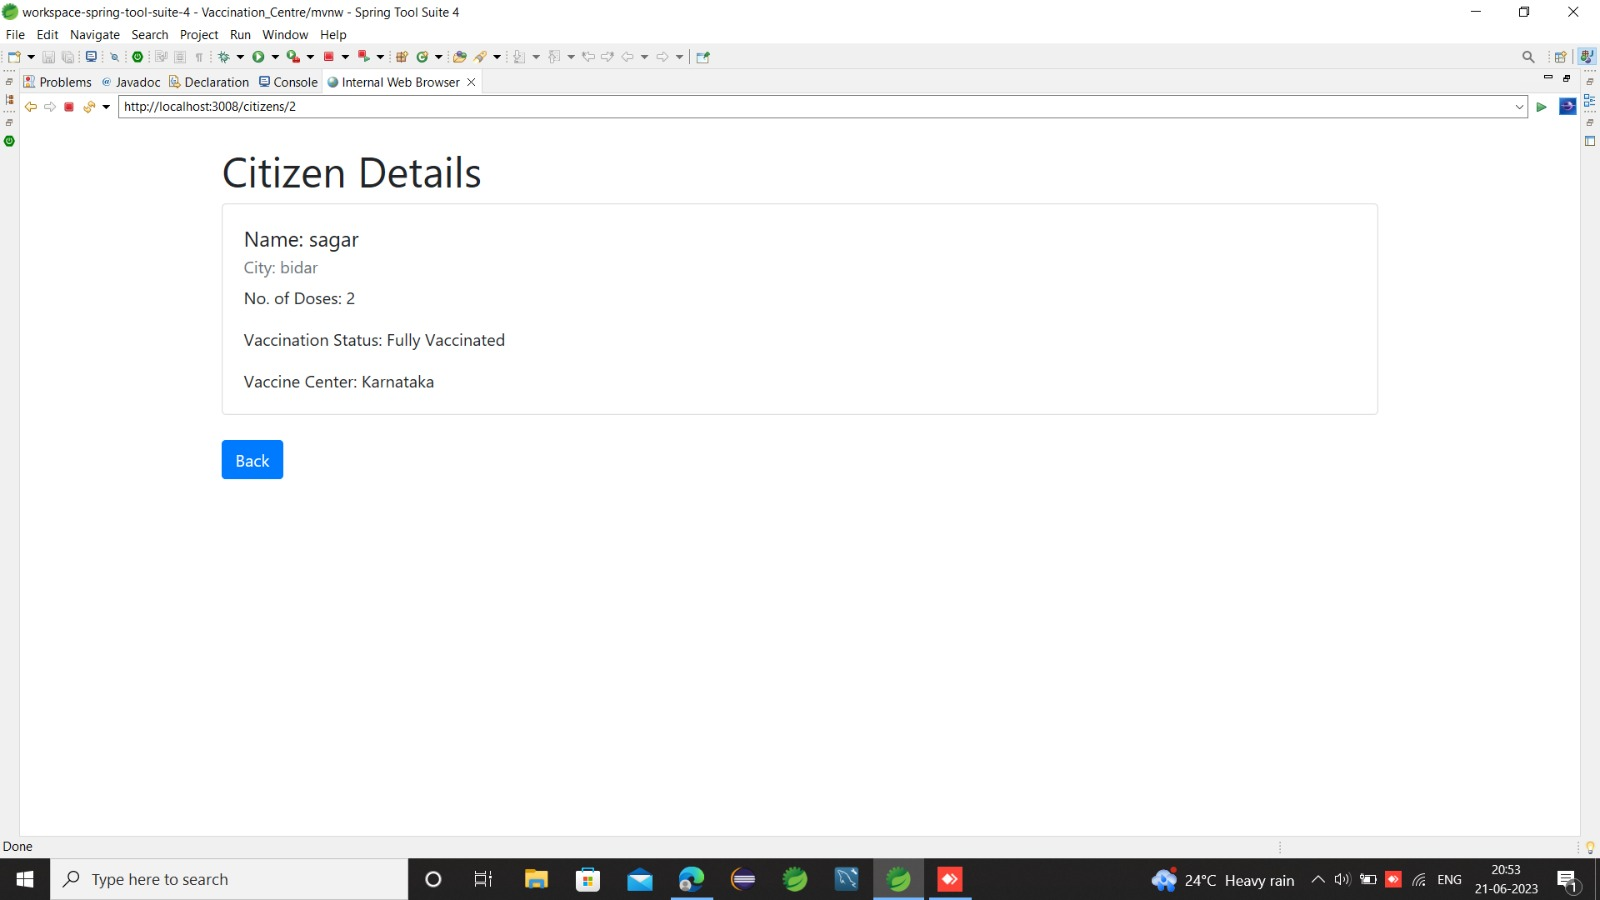 workspace-spring-tool-suite-4 - Vaccination_Centre/mvnw - Spring Tool Suite 4
File Edit Navigate Search Project Run Window Help
Problems @ Javadoc Declaration Console Internal Web Browser
http://localhost:3008/citizens/2
Citizen Details
Name: sagar
City: bidar
No. of Doses: 2
Vaccination Status: Fully Vaccinated
Vaccine Center: Karnataka
Back
Done
Type here to search
24°C Heavy rain
ENG
20:53
21-06-2023
1